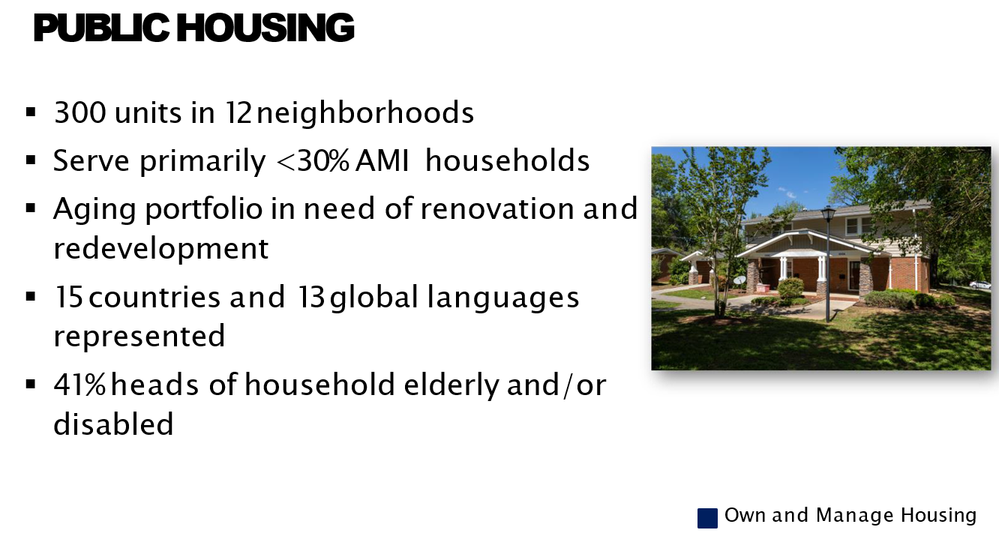 PUBLIC HOUSING
▪ 300 units in 12 neighborhoods
▪ Serve primarily <30% AMI households
▪ Aging portfolio in need of renovation and
redevelopment
▪ 15 countries and 13 global languages
represented
▪ 41% heads of household elderly and/or
disabled
Own and Manage Housing